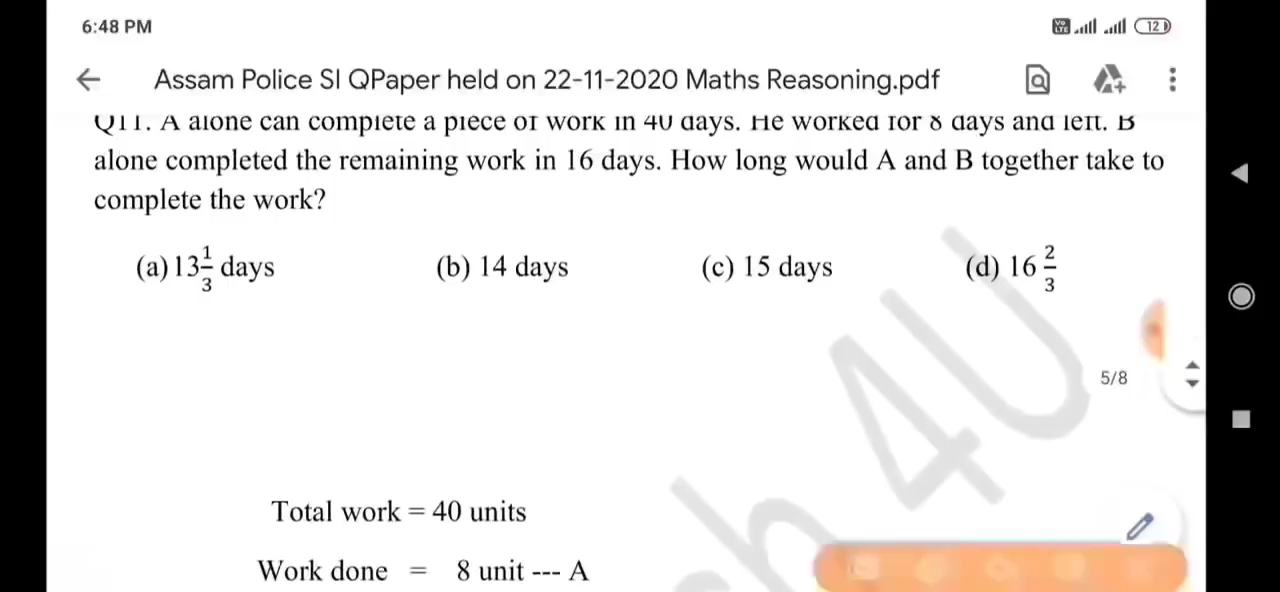 6:48 PM
12
Assam Police SI QPaper held on 22-11-2020 Maths Reasoning.pdf
Q11. A alone can complete a piece of work in 40 days. He worked for 8 days and left. B
alone completed the remaining work in 16 days. How long would A and B together take to
complete the work?
(a) 13 1/3 days (b) 14 days (c) 15 days (d) 16 2/3
5/8
Total work = 40 units
Work done = 8 unit --- A